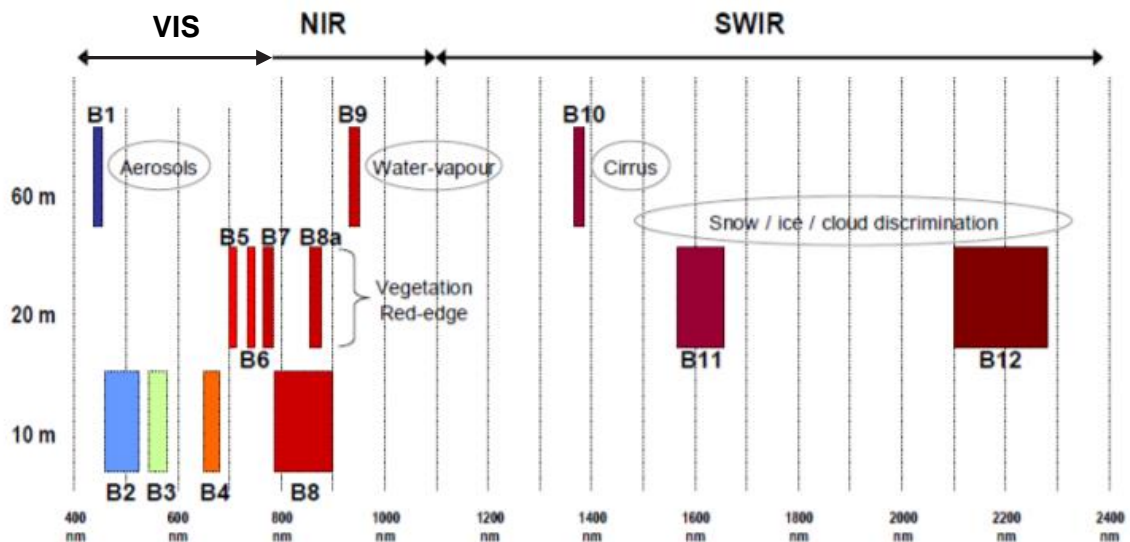 VIS NIR SWIR
B1 B9 B10
Aerosols Water-vapour Cirrus
60 m
Snow / ice / cloud discrimination
B5 B7 B8a
Vegetation
Red-edge
20 m
B6 B11 B12
10 m
B2 B3 B4 B8
400 600 800 1000 1200 1400 1600 1800 2000 2200 2400
nm nm nm nm nm nm nm nm nm nm nm